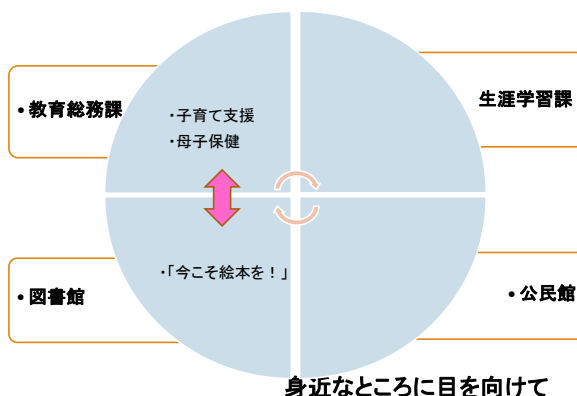 ・教育総務課
生涯学習課
・子育て支援
・母子保健
・「今こそ絵本を！」
・図書館
・公民館
身近なところに目を向けて